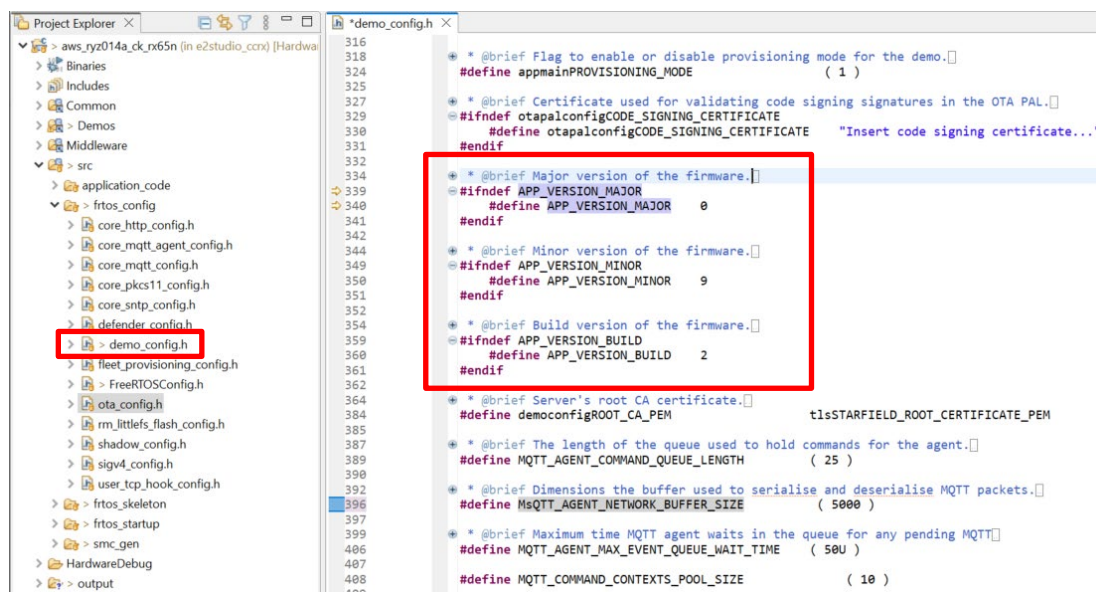 Project Explorer
*demo_config.h
> aws_ryz014a_ck_rx65n (in e2studio_ccrx) [Hardwa
Binaries
Includes
Common
> Demos
Middleware
> src
application_code
> frtos_config
core_http_config.h
core_mqtt_agent_config.h
core_mqtt_config.h
core_pkcs11_config.h
core_sntp_config.h
defender_config.h
> demo_config.h
fleet_provisioning_config.h
> FreeRTOSConfig.h
ota_config.h
rm_littlefs_flash_config.h
shadow_config.h
sigv4_config.h
user_tcp_hook_config.h
> frtos_skeleton
> frtos_startup
> smc_gen
HardwareDebug
> output
316
318 * @brief Flag to enable or disable provisioning mode for the demo.
324 #define appmainPROVISIONING_MODE ( 1 )
325
327 * @brief Certificate used for validating code signing signatures in the OTA PAL.
329 #ifndef otapalconfigCODE_SIGNING_CERTIFICATE
330 #define otapalconfigCODE_SIGNING_CERTIFICATE "Insert code signing certificate..."
331 #endif
332
334 * @brief Major version of the firmware.
339 #ifndef APP_VERSION_MAJOR
340 #define APP_VERSION_MAJOR 0
341 #endif
342
344 * @brief Minor version of the firmware.
349 #ifndef APP_VERSION_MINOR
350 #define APP_VERSION_MINOR 9
351 #endif
352
354 * @brief Build version of the firmware.
359 #ifndef APP_VERSION_BUILD
360 #define APP_VERSION_BUILD 2
361 #endif
362
364 * @brief Server's root CA certificate.
384 #define democonfigROOT_CA_PEM tlsSTARFIELD_ROOT_CERTIFICATE_PEM
385
387 * @brief The length of the queue used to hold commands for the agent.
389 #define MQTT_AGENT_COMMAND_QUEUE_LENGTH ( 25 )
390
392 * @brief Dimensions the buffer used to serialise and deserialise MQTT packets.
396 #define MsQTT_AGENT_NETWORK_BUFFER_SIZE ( 5000 )
397
399 * @brief Maximum time MQTT agent waits in the queue for any pending MQTT
406 #define MQTT_AGENT_MAX_EVENT_QUEUE_WAIT_TIME ( 50U )
407
408 #define MQTT_COMMAND_CONTEXTS_POOL_SIZE ( 10 )